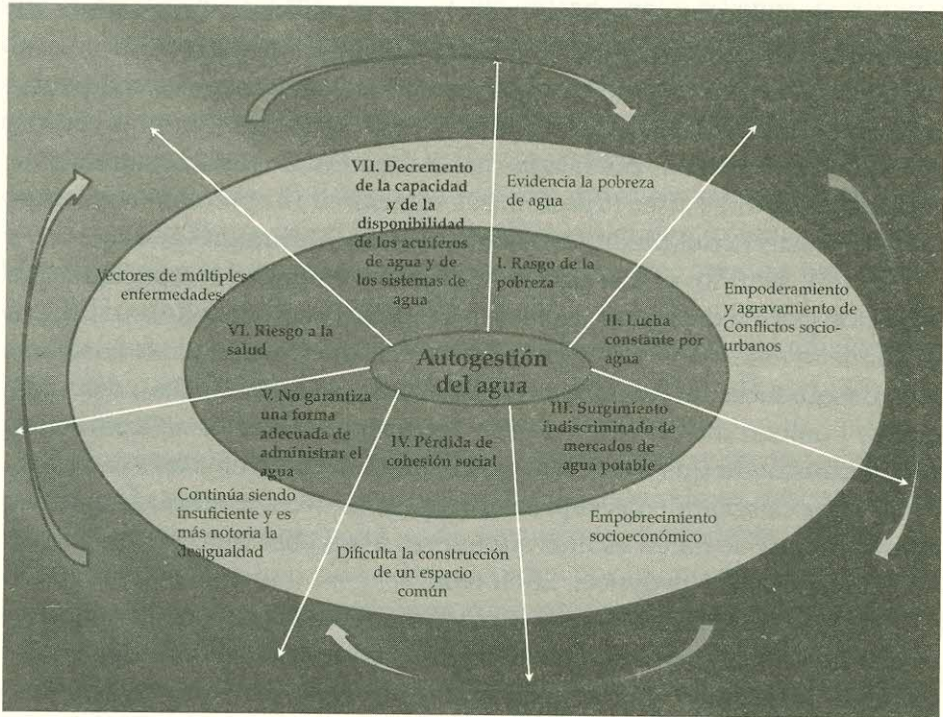 VII. Decremento
de la capacidad
y de la
disponibilidad
de los acuíferos
de agua y de
los sistemas de
agua
Evidencia la pobreza
de agua
I. Rasgo de la
pobreza
Empoderamiento
y agravamiento de
Conflictos socio-
urbanos
II. Lucha
constante por
agua
Autogestión
del agua
III. Surgimiento
indiscriminado de
mercados de
agua potable
Empobrecimiento
socioeconómico
IV. Pérdida de
cohesión social
Dificulta la construcción
de un espacio
común
V. No garantiza
una forma
adecuada de
administrar el
agua
Continúa siendo
insuficiente y es
más notoria la
desigualdad
VI. Riesgo a la
salud
Vectores de múltiples
enfermedades